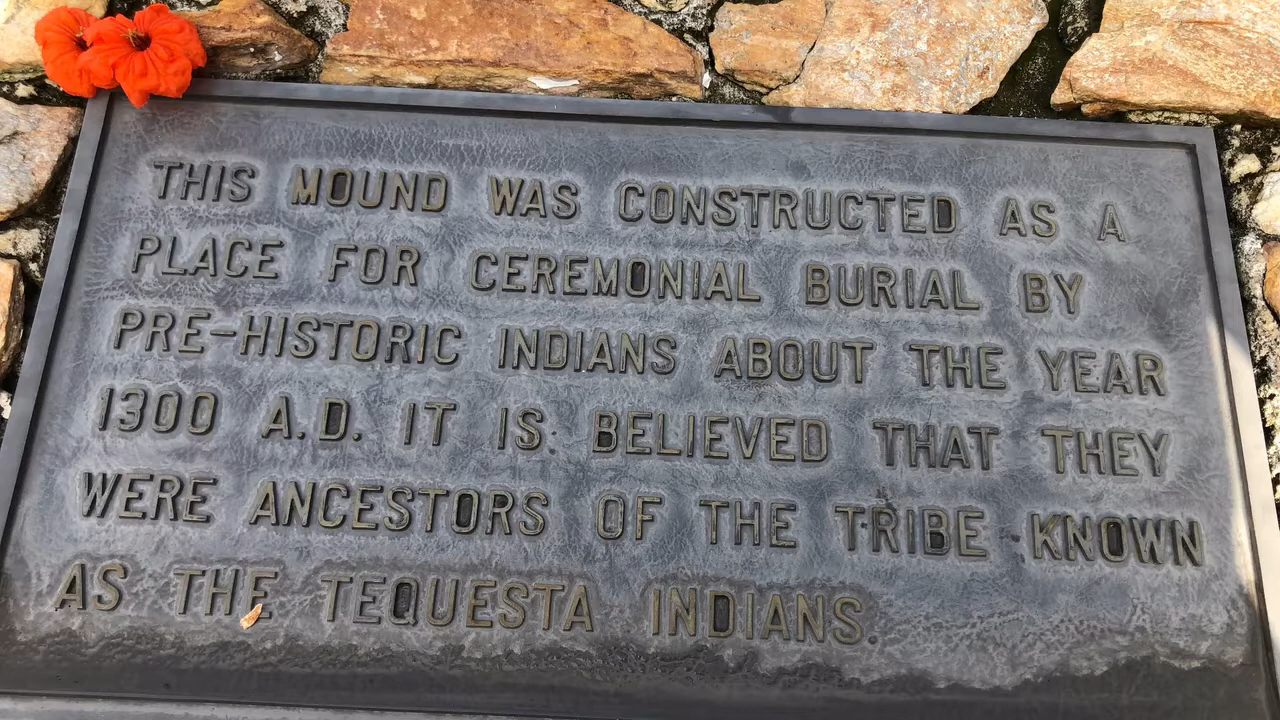 THIS MOUND WAS CONSTRUCTED AS A
PLACE FOR CEREMONIAL BURIAL BY
PRE-HISTORIC INDIANS ABOUT THE YEAR
1300 A.D. IT IS BELIEVED THAT THEY
WERE ANCESTORS OF THE TRIBE KNOWN
AS THE TEQUESTA INDIANS.